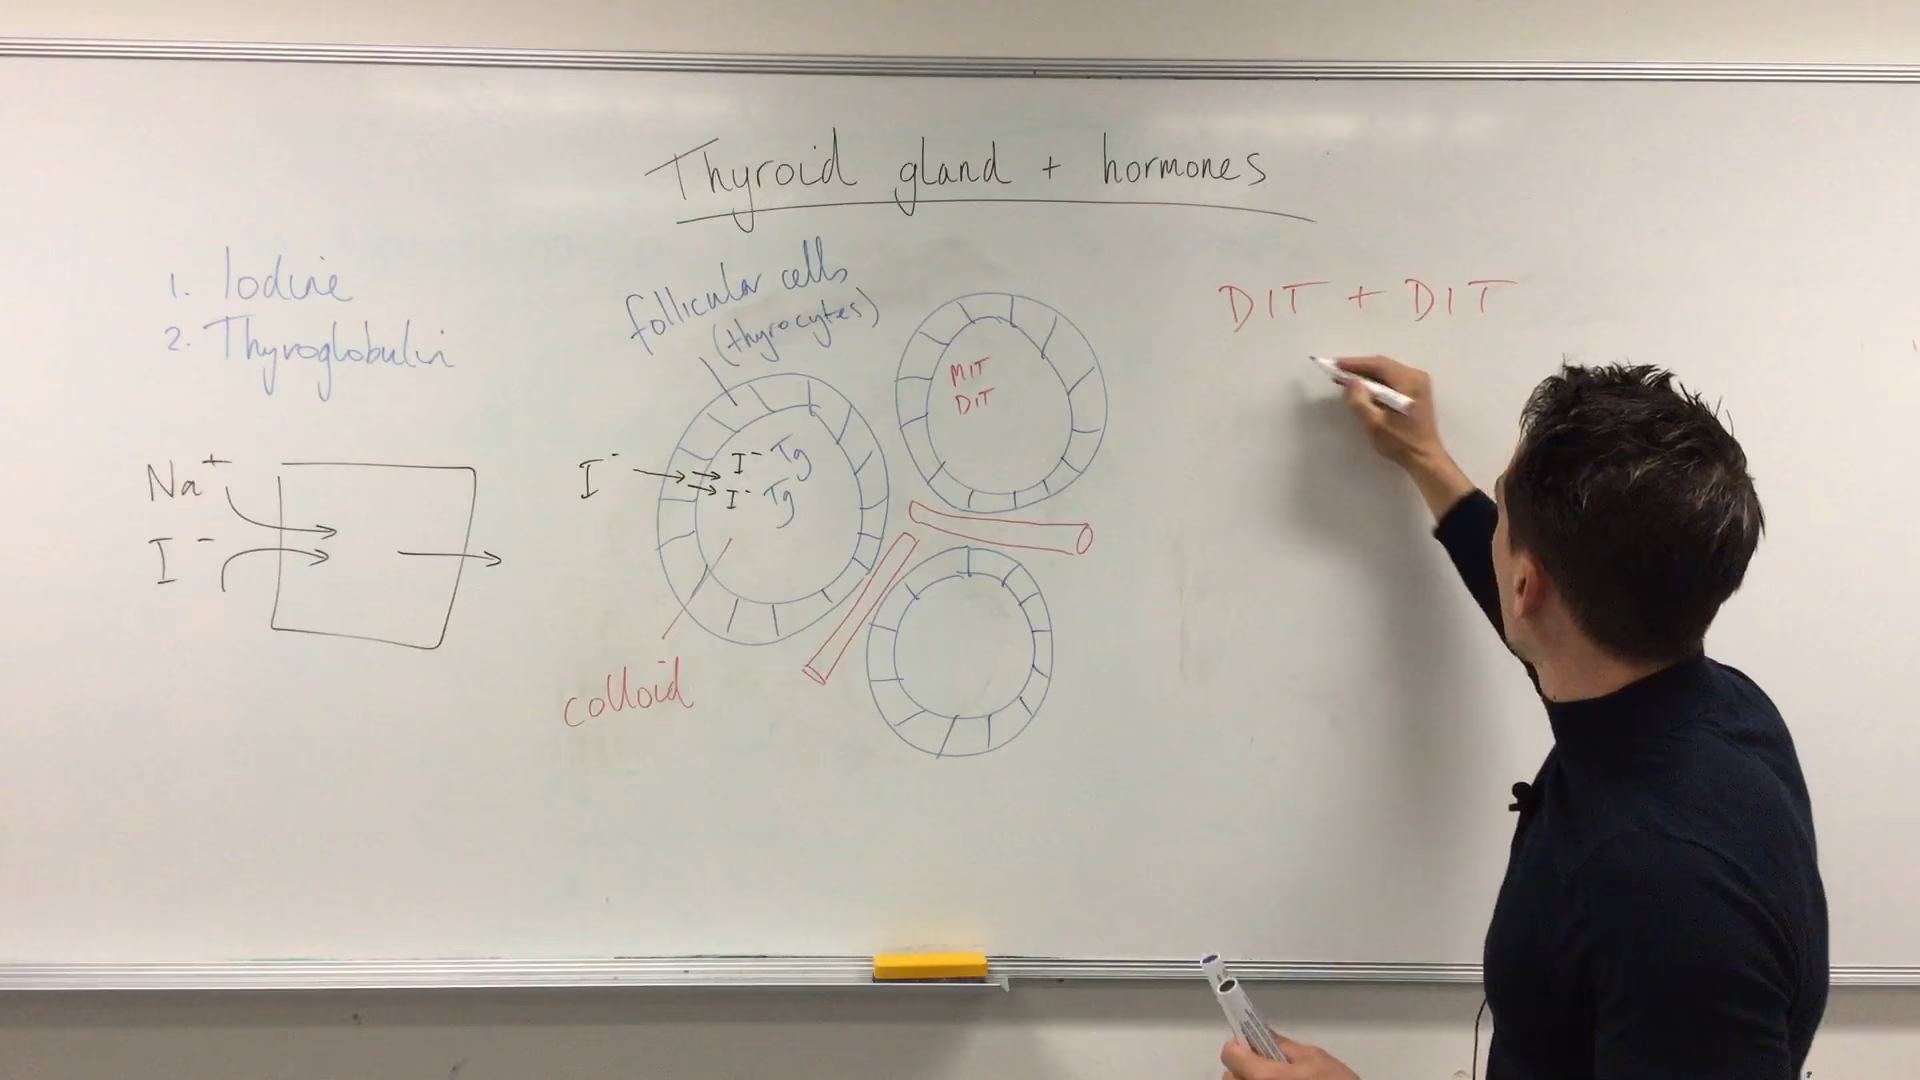 Thyroid gland + hormones
1. Iodine
2. Thyroglobulin
follicular cells
(thyrocytes)
DIT + DIT
MIT
DIT
I⁻
I⁻ Tg
I⁻ Tg
Na⁺
I⁻
colloid